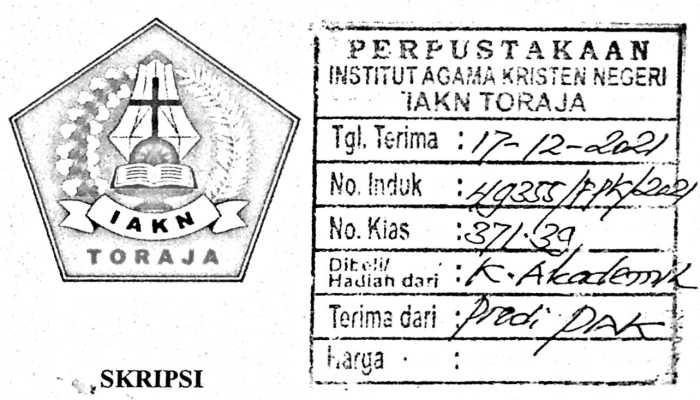 IAKN
TORAJA
PERPUSTAKAAN
INSTITUT AGAMA KRISTEN NEGERI
IAKN TORAJA
Tgl. Terima : 17-12-2021
No. Induk : 49355/PPK/2021
No. Klas : 371.39
Dibeli/
Hadiah dari : K. Akademik
Terima dari : Prodi PAK
Harga :
SKRIPSI